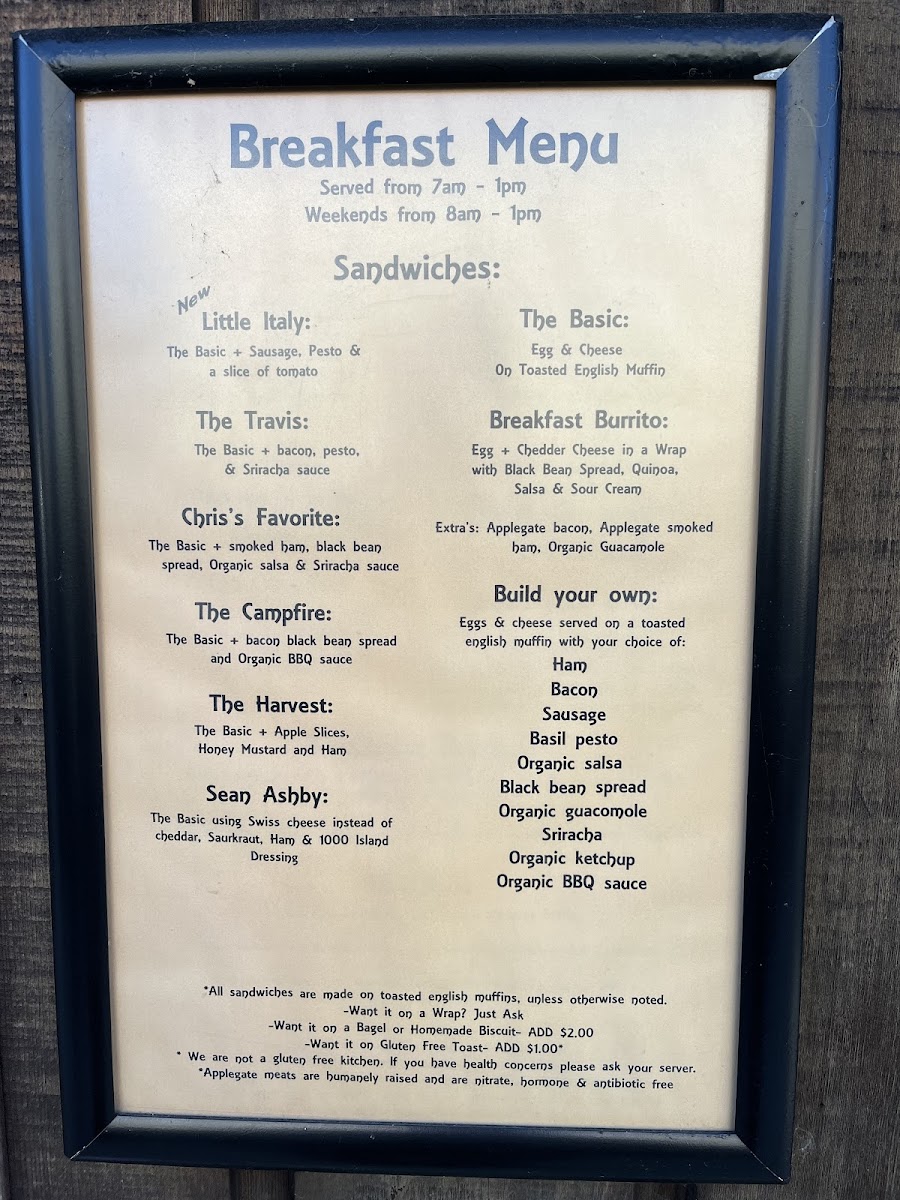 Breakfast Menu
Served from 7am - 1pm
Weekends from 8am - 1pm
Sandwiches:
New
Little Italy:
The Basic + Sausage, Pesto &
a slice of tomato
The Travis:
The Basic + bacon, pesto,
& Sriracha sauce
Chris's Favorite:
The Basic + smoked ham, black bean
spread, Organic salsa & Sriracha sauce
The Campfire:
The Basic + bacon black bean spread
and Organic BBQ sauce
The Harvest:
The Basic + Apple Slices,
Honey Mustard and Ham
Sean Ashby:
The Basic using Swiss cheese instead of
cheddar, Saurkraut, Ham & 1000 Island
Dressing
The Basic:
Egg & Cheese
On Toasted English Muffin
Breakfast Burrito:
Egg + Chedder Cheese in a Wrap
with Black Bean Spread, Quinoa,
Salsa & Sour Cream
Extra's: Applegate bacon, Applegate smoked
ham, Organic Guacamole
Build your own:
Eggs & cheese served on a toasted
english muffin with your choice of:
Ham
Bacon
Sausage
Basil pesto
Organic salsa
Black bean spread
Organic guacomole
Sriracha
Organic ketchup
Organic BBQ sauce
*All sandwiches are made on toasted english muffins, unless otherwise noted.
-Want it on a Wrap? Just Ask
-Want it on a Bagel or Homemade Biscuit- ADD $2.00
-Want it on Gluten Free Toast- ADD $1.00*
* We are not a gluten free kitchen. If you have health concerns please ask your server.
*Applegate meats are humanely raised and are nitrate, hormone & antibiotic free